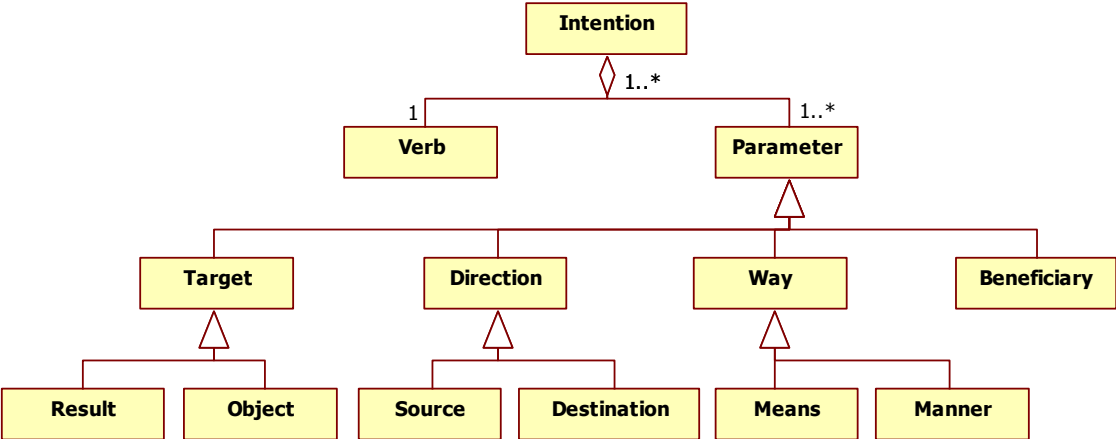 Intention
1..*
1
1..*
Verb
Parameter
Target
Direction
Way
Beneficiary
Result
Object
Source
Destination
Means
Manner